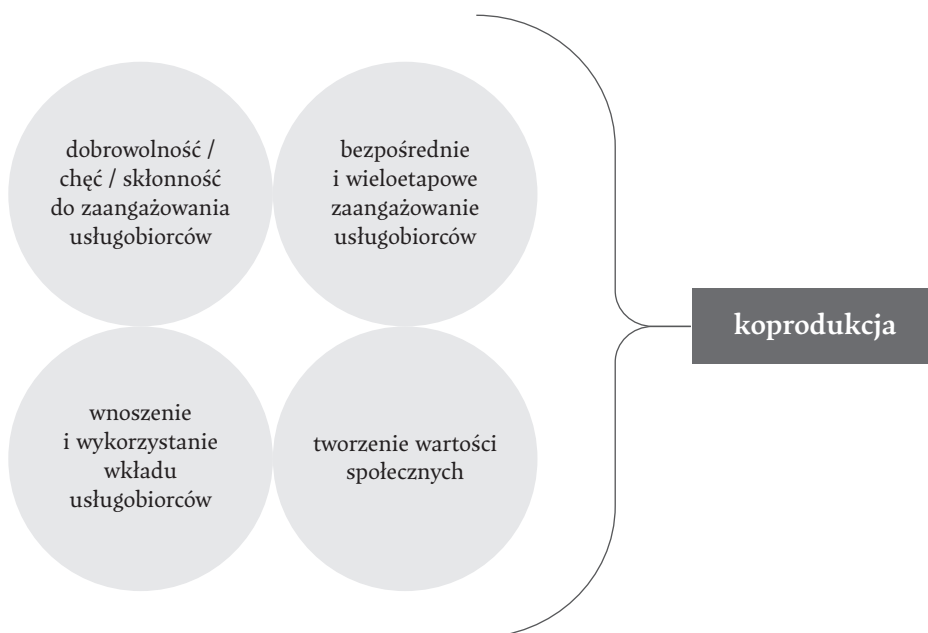 dobrowolność /
chęć / skłonność
do zaangażowania
usługobiorców
bezpośrednie
i wieloetapowe
zaangażowanie
usługobiorców
wnoszenie
i wykorzystanie
wkładu
usługobiorców
tworzenie wartości
społecznych
koprodukcja